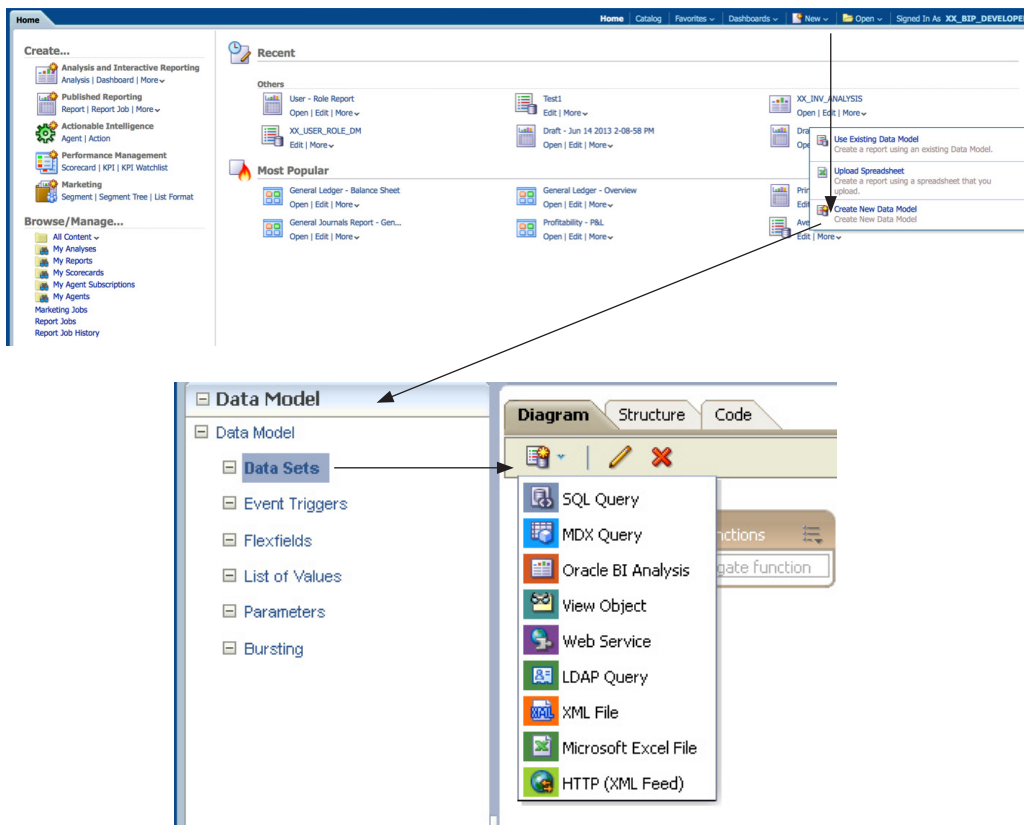 Home
Home Catalog Favorites Dashboards New Open Signed In As XX_BIP_DEVELOPER
Create...
Analysis and Interactive Reporting
Analysis | Dashboard | More
Published Reporting
Report | Report Job | More
Actionable Intelligence
Agent | Action
Performance Management
Scorecard | KPI | KPI Watchlist
Marketing
Segment | Segment Tree | List Format
Browse/Manage...
All Content
My Analyses
My Reports
My Scorecards
My Agent Subscriptions
My Agents
Marketing Jobs
Report Jobs
Report Job History
Recent
Others
User - Role Report
Open | Edit | More
Test1
Edit | More
XX_INV_ANALYSIS
Open | Edit | More
XX_USER_ROLE_DM
Edit | More
Draft - Jun 14 2013 2-08-58 PM
Open | Edit | More
Most Popular
General Ledger - Balance Sheet
Open | Edit | More
General Ledger - Overview
Open | Edit | More
General Journals Report - Gen...
Open | Edit | More
Profitability - P&L
Open | Edit | More
Edit | More
Use Existing Data Model
Create a report using an existing Data Model.
Upload Spreadsheet
Create a report using a spreadsheet that you
upload.
Create New Data Model
Create New Data Model
Data Model
Data Model
Data Sets
Event Triggers
Flexfields
List of Values
Parameters
Bursting
Diagram Structure Code
SQL Query
MDX Query
Oracle BI Analysis
View Object
Web Service
LDAP Query
XML File
Microsoft Excel File
HTTP (XML Feed)
function